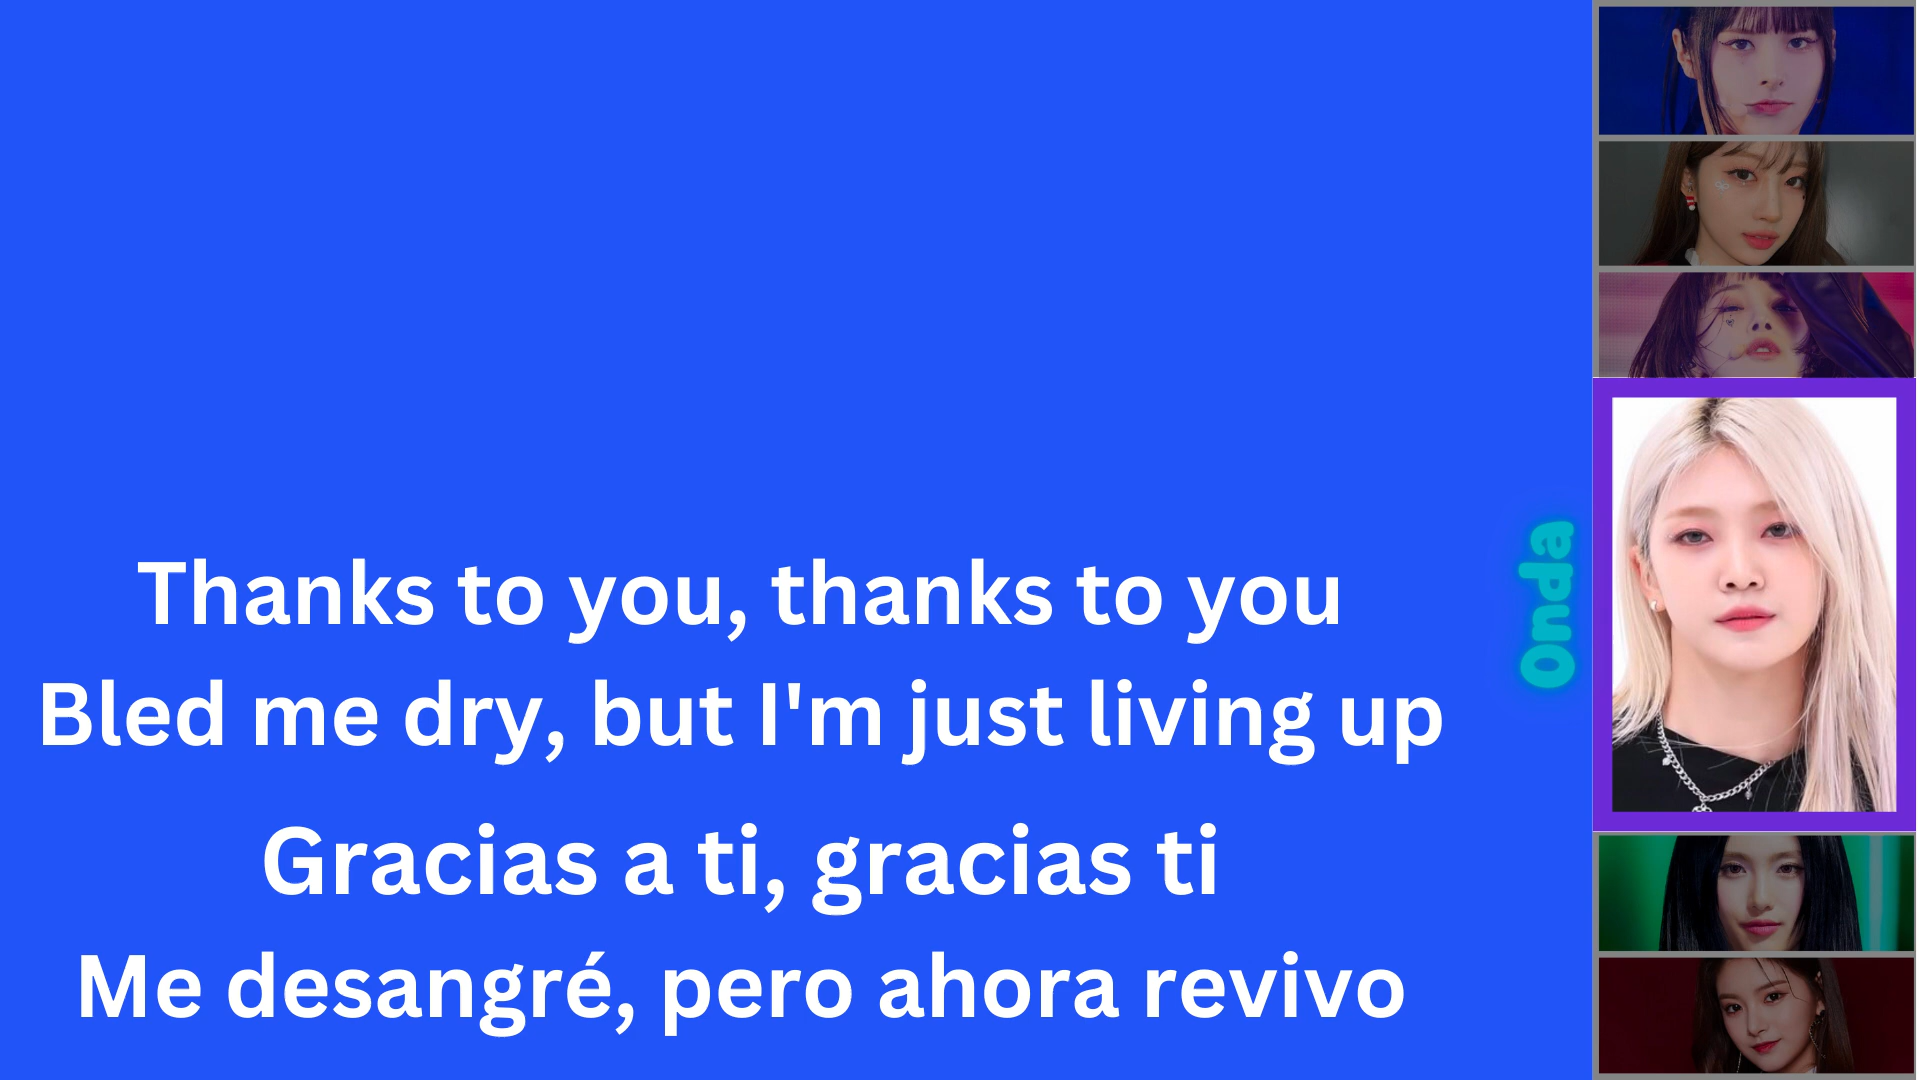 Thanks to you, thanks to you
Bled me dry, but I'm just living up
Gracias a ti, gracias ti
Me desangré, pero ahora revivo
Onda